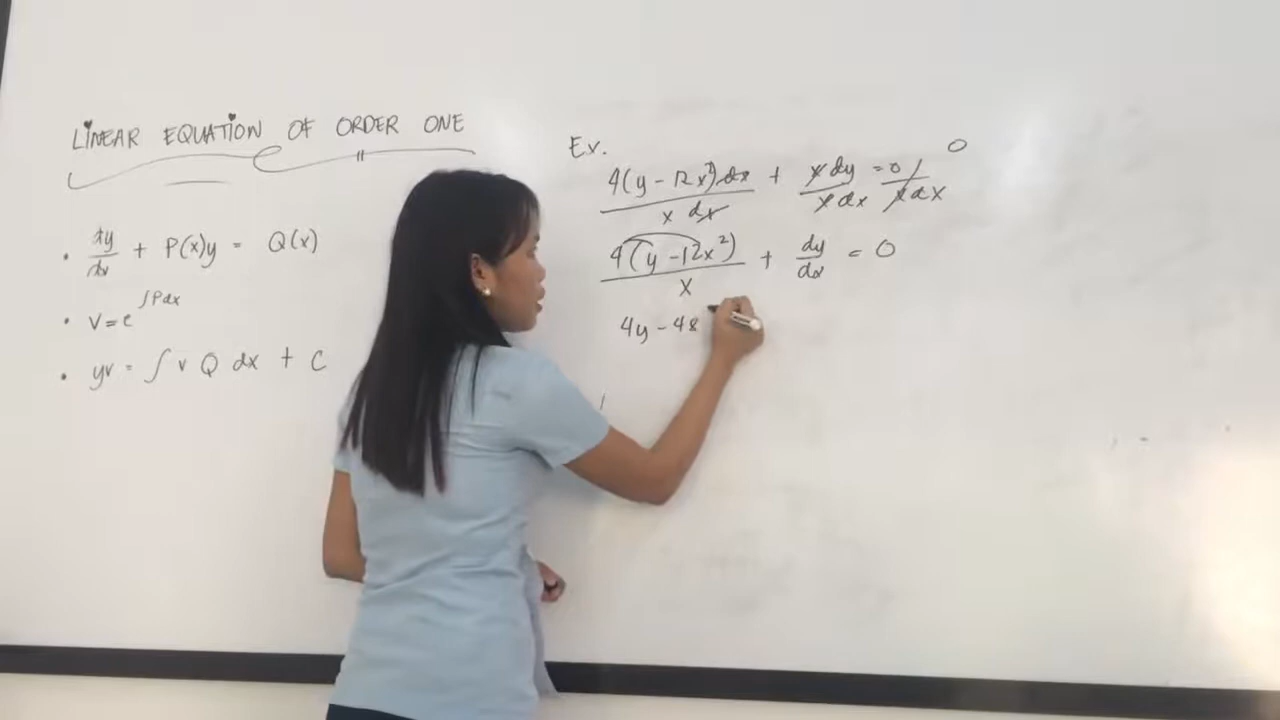 LINEAR EQUATION OF ORDER ONE
• dy/dx + P(x)y = Q(x)
• v = e^∫Pdx
• yv = ∫ v Q dx + C
Ex.
4(y - 12x²)dx / x dx + x dy / x dx = 0 / x dx 0
4(y - 12x²) / x + dy/dx = 0
4y - 48